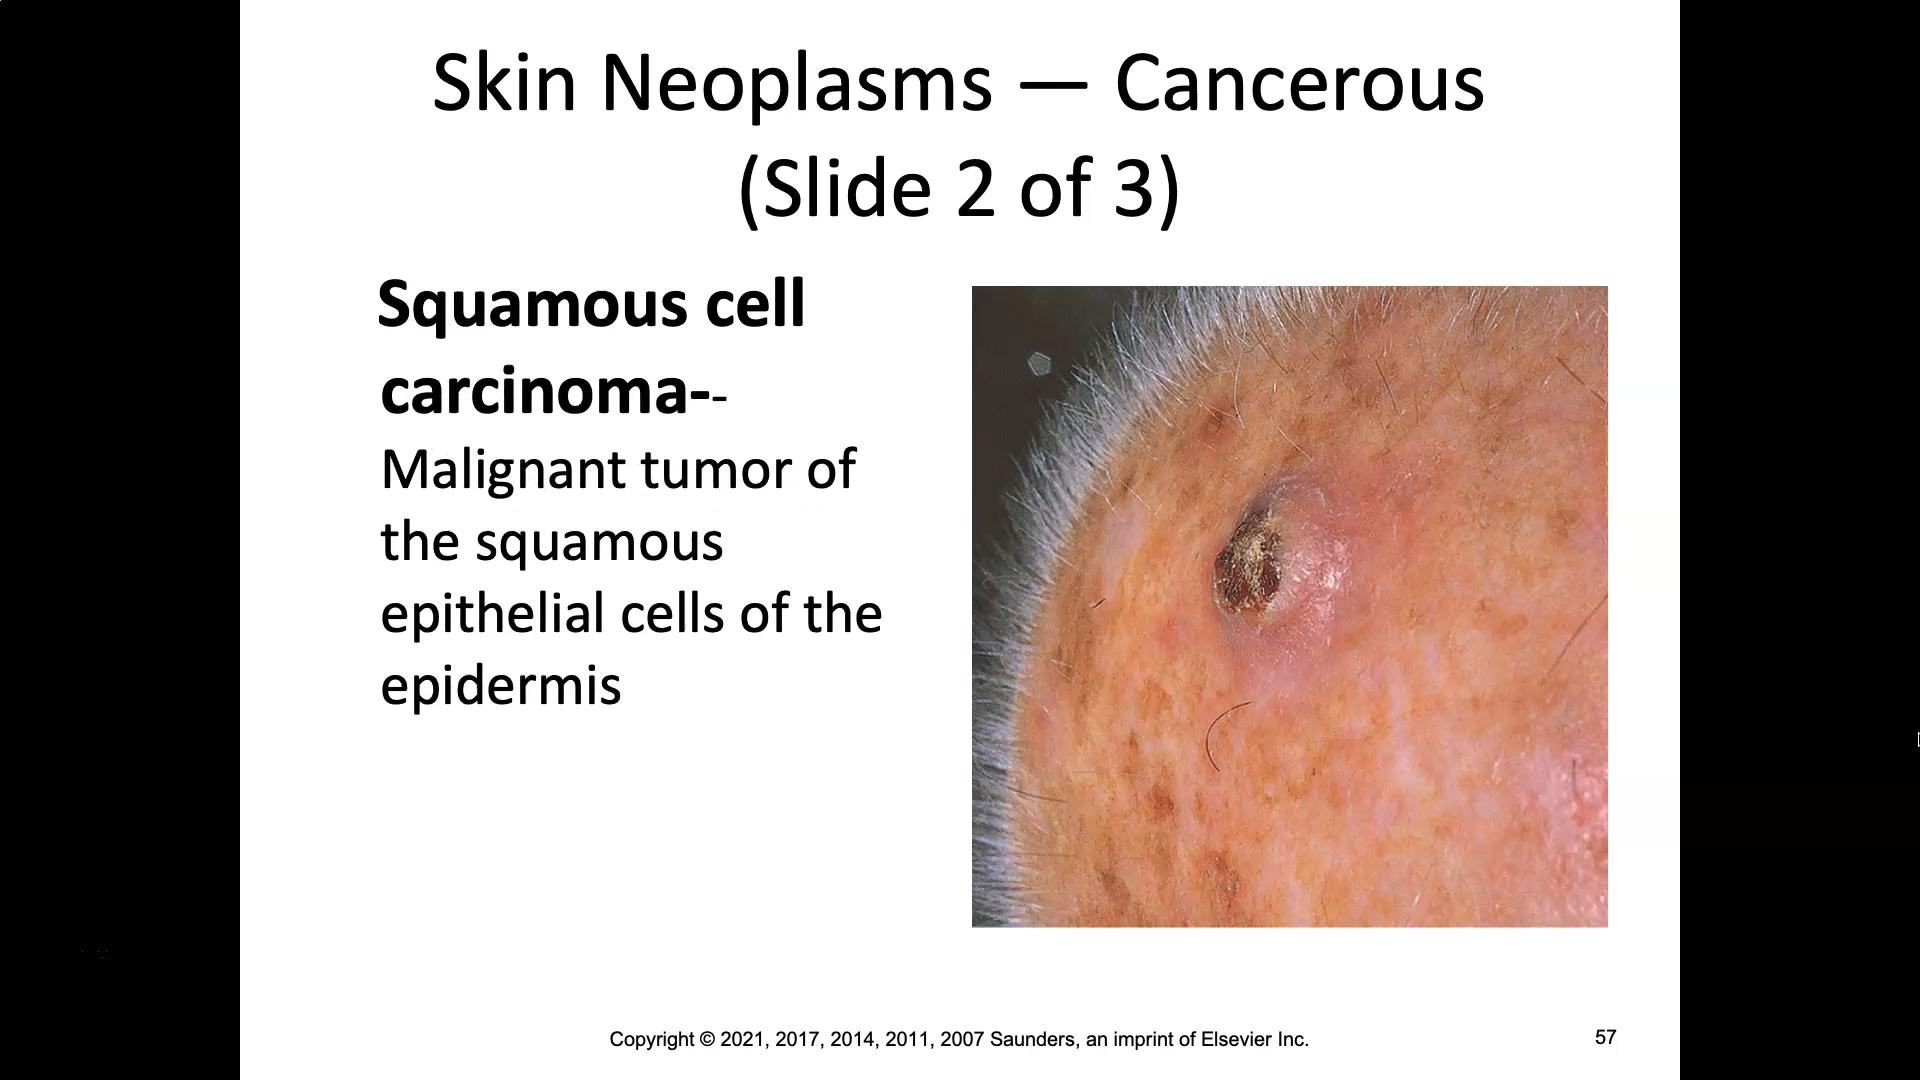 Skin Neoplasms — Cancerous
(Slide 2 of 3)
Squamous cell
carcinoma--
Malignant tumor of
the squamous
epithelial cells of the
epidermis
Copyright © 2021, 2017, 2014, 2011, 2007 Saunders, an imprint of Elsevier Inc.
57